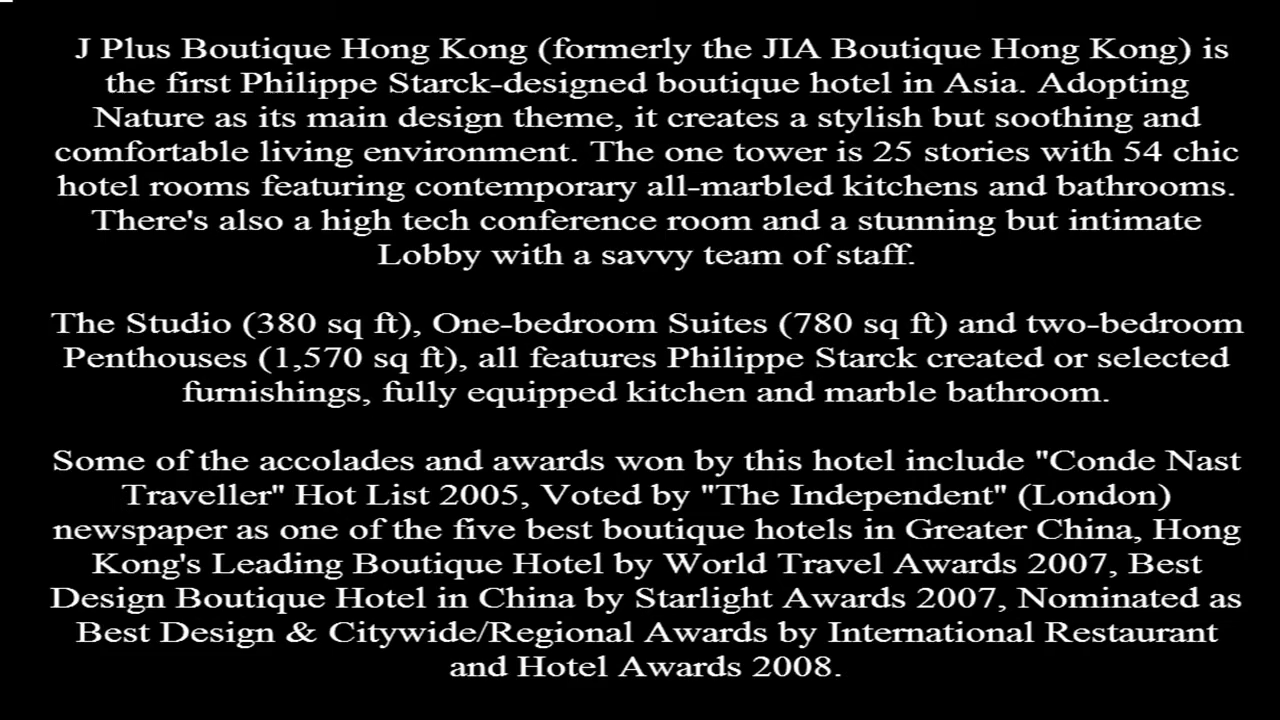 J Plus Boutique Hong Kong (formerly the JIA Boutique Hong Kong) is
the first Philippe Starck-designed boutique hotel in Asia. Adopting
Nature as its main design theme, it creates a stylish but soothing and
comfortable living environment. The one tower is 25 stories with 54 chic
hotel rooms featuring contemporary all-marbled kitchens and bathrooms.
There's also a high tech conference room and a stunning but intimate
Lobby with a savvy team of staff.
The Studio (380 sq ft), One-bedroom Suites (780 sq ft) and two-bedroom
Penthouses (1,570 sq ft), all features Philippe Starck created or selected
furnishings, fully equipped kitchen and marble bathroom.
Some of the accolades and awards won by this hotel include "Conde Nast
Traveller" Hot List 2005, Voted by "The Independent" (London)
newspaper as one of the five best boutique hotels in Greater China, Hong
Kong's Leading Boutique Hotel by World Travel Awards 2007, Best
Design Boutique Hotel in China by Starlight Awards 2007, Nominated as
Best Design & Citywide/Regional Awards by International Restaurant
and Hotel Awards 2008.